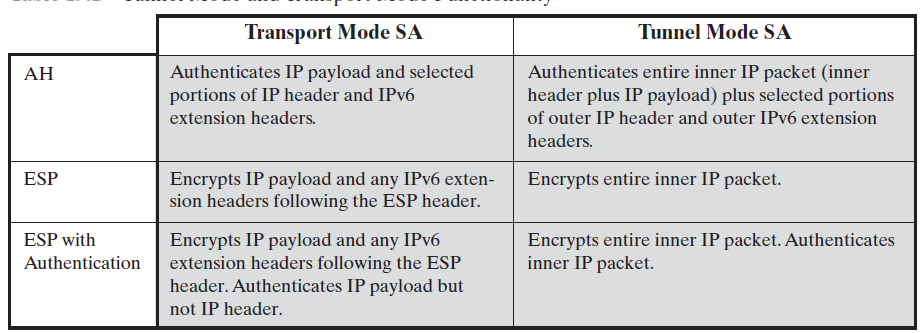 Transport Mode SA
Tunnel Mode SA
AH
Authenticates IP payload and selected
portions of IP header and IPv6
extension headers.
Authenticates entire inner IP packet (inner
header plus IP payload) plus selected portions
of outer IP header and outer IPv6 extension
headers.
ESP
Encrypts IP payload and any IPv6 exten-
sion headers following the ESP header.
Encrypts entire inner IP packet.
ESP with
Authentication
Encrypts IP payload and any IPv6
extension headers following the ESP
header. Authenticates IP payload but
not IP header.
Encrypts entire inner IP packet. Authenticates
inner IP packet.